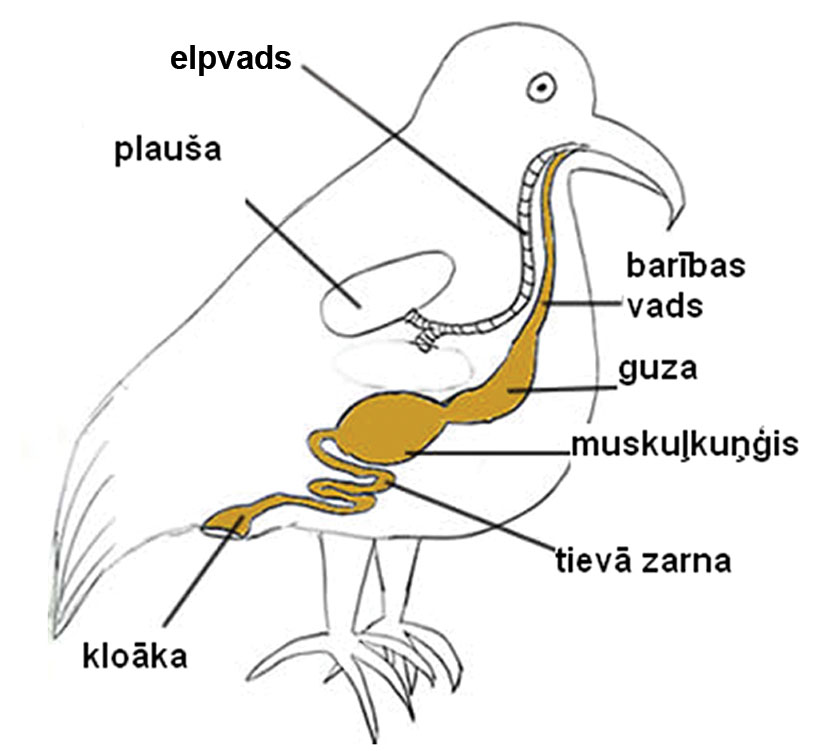 elpvads
plauša
barības
vads
guza
muskuļkuņģis
tievā zarna
kloāka